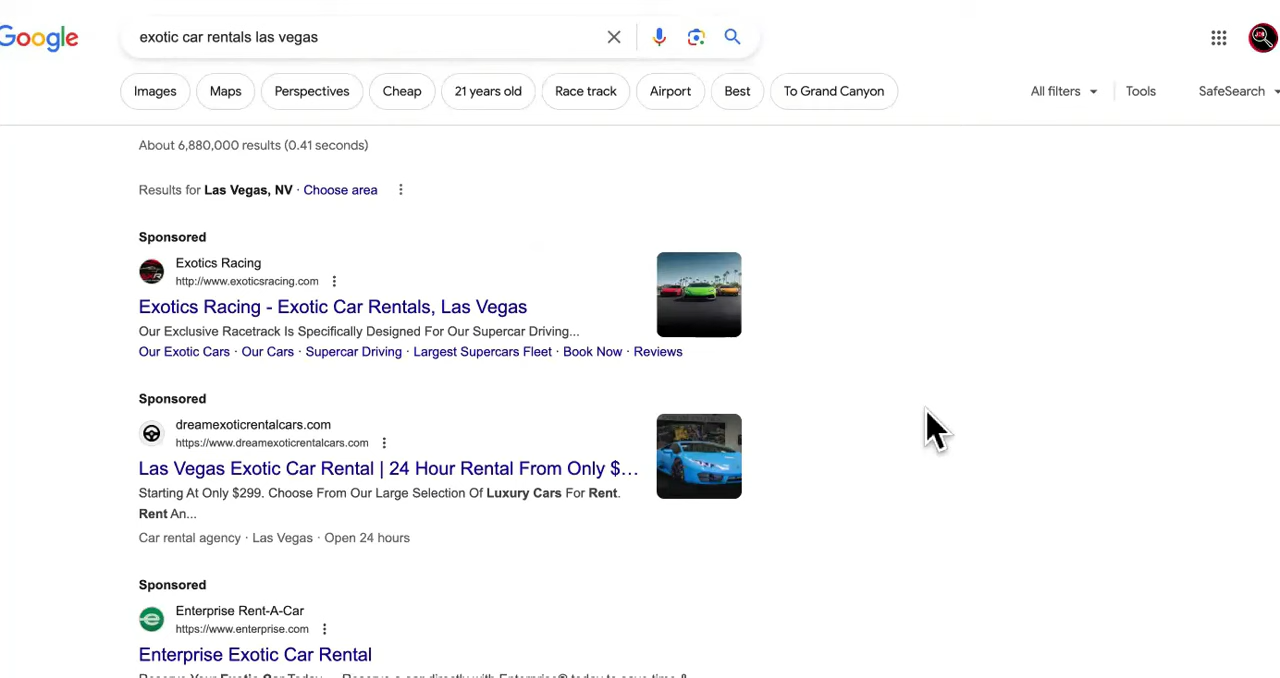 Google
exotic car rentals las vegas
Images
Maps
Perspectives
Cheap
21 years old
Race track
Airport
Best
To Grand Canyon
All filters
Tools
SafeSearch
About 6,880,000 results (0.41 seconds)
Results for Las Vegas, NV · Choose area
Sponsored
Exotics Racing
http://www.exoticsracing.com
Exotics Racing - Exotic Car Rentals, Las Vegas
Our Exclusive Racetrack Is Specifically Designed For Our Supercar Driving...
Our Exotic Cars · Our Cars · Supercar Driving · Largest Supercars Fleet · Book Now · Reviews
Sponsored
dreamexoticrentalcars.com
https://www.dreamexoticrentalcars.com
Las Vegas Exotic Car Rental | 24 Hour Rental From Only $...
Starting At Only $299. Choose From Our Large Selection Of Luxury Cars For Rent.
Rent An...
Car rental agency · Las Vegas · Open 24 hours
Sponsored
Enterprise Rent-A-Car
https://www.enterprise.com
Enterprise Exotic Car Rental